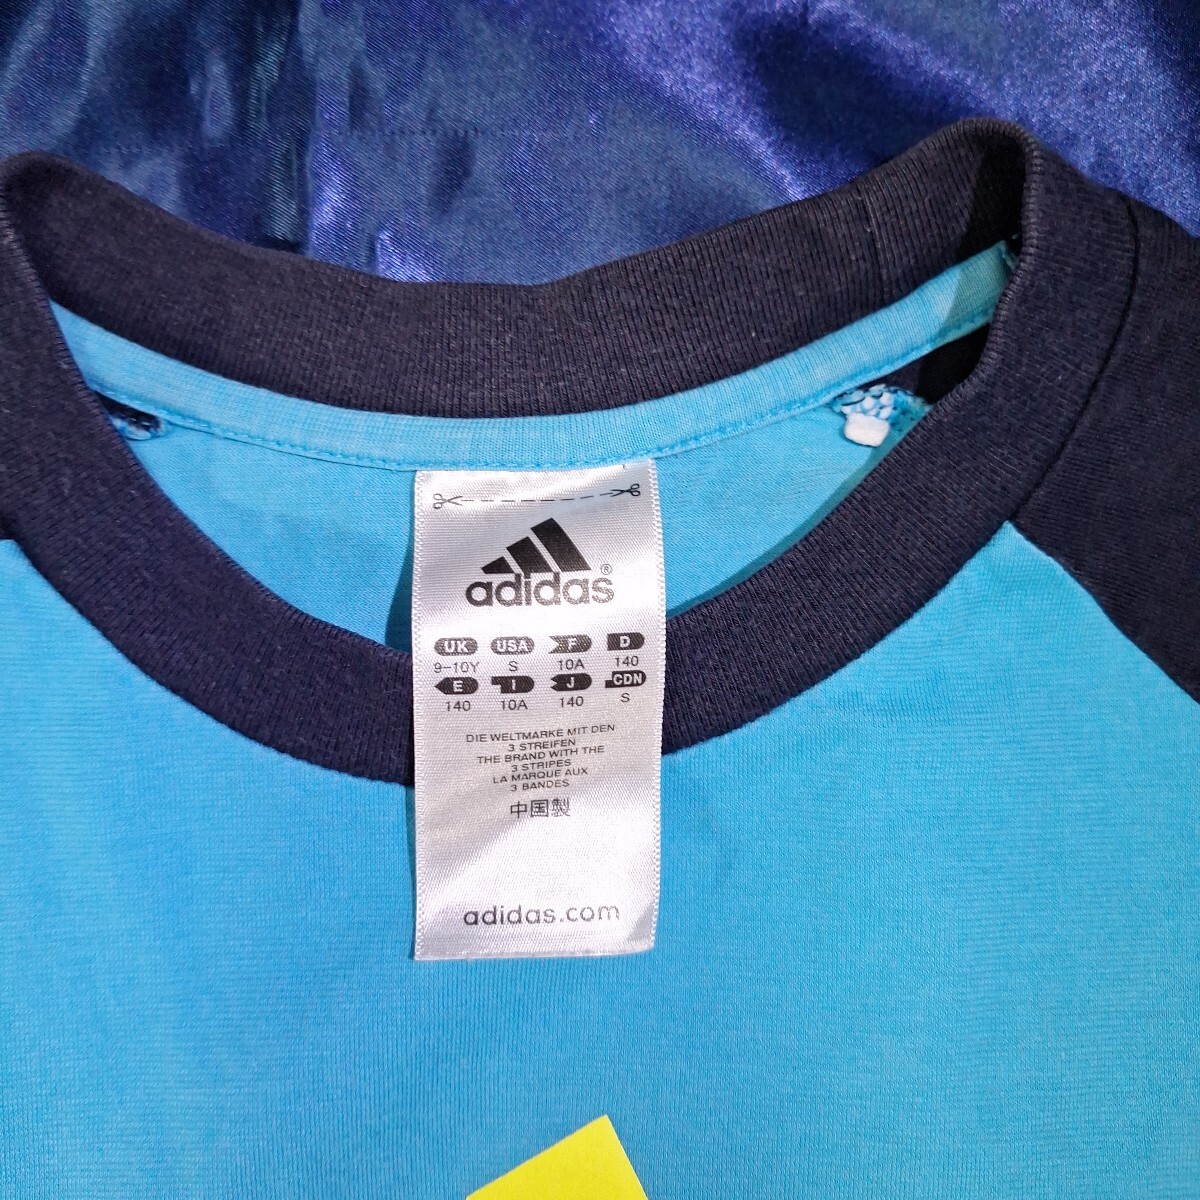 adidas®
UK USA F D
9-10Y S 10A 140
E I J CDN
140 10A 140 S
DIE WELTMARKE MIT DEN
3 STREIFEN
THE BRAND WITH THE
3 STRIPES
LA MARQUE AUX
3 BANDES
中国製
adidas.com